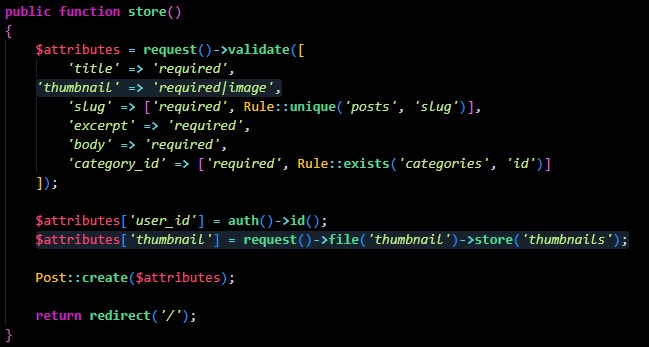 public function store()
{
    $attributes = request()->validate([
        'title' => 'required',
'thumbnail' => 'required|image',
        'slug' => ['required', Rule::unique('posts', 'slug')],
        'excerpt' => 'required',
        'body' => 'required',
        'category_id' => ['required', Rule::exists('categories', 'id')]
    ]);

    $attributes['user_id'] = auth()->id();
    $attributes['thumbnail'] = request()->file('thumbnail')->store('thumbnails');

    Post::create($attributes);

    return redirect('/');
}